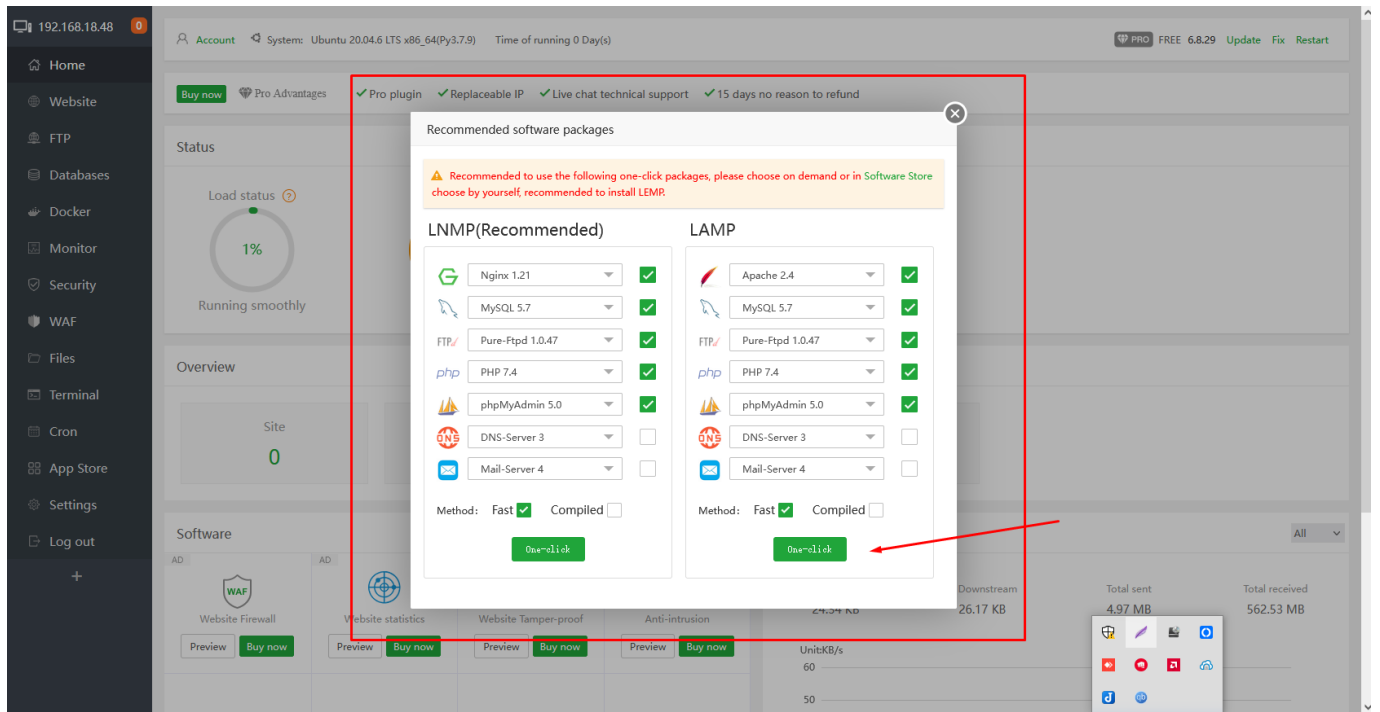 192.168.18.48 0
Home
Website
FTP
Databases
Docker
Monitor
Security
WAF
Files
Terminal
Cron
App Store
Settings
Log out
+
Account System: Ubuntu 20.04.6 LTS x86_64(Py3.7.9) Time of running 0 Day(s)
PRO FREE 6.8.29 Update Fix Restart
Buy now Pro Advantages Pro plugin Replaceable IP Live chat technical support 15 days no reason to refund
Status
Load status ?
1%
Running smoothly
Overview
Site
0
Software
AD
WAF
Website Firewall
Preview Buy now
AD
Website statistics
Preview Buy now
Website Tamper-proof
Preview Buy now
Anti-intrusion
Preview Buy now
Recommended software packages
Recommended to use the following one-click packages, please choose on demand or in Software Store
choose by yourself, recommended to install LEMP.
LNMP(Recommended)
Nginx 1.21
MySQL 5.7
FTP Pure-Ftpd 1.0.47
php PHP 7.4
phpMyAdmin 5.0
DNS DNS-Server 3
Mail-Server 4
Method: Fast Compiled
One-click
LAMP
Apache 2.4
MySQL 5.7
FTP Pure-Ftpd 1.0.47
php PHP 7.4
phpMyAdmin 5.0
DNS DNS-Server 3
Mail-Server 4
Method: Fast Compiled
One-click
All
Downstream Total sent Total received
24.54 KB 26.17 KB 4.97 MB 562.53 MB
Unit:KB/s
60
50